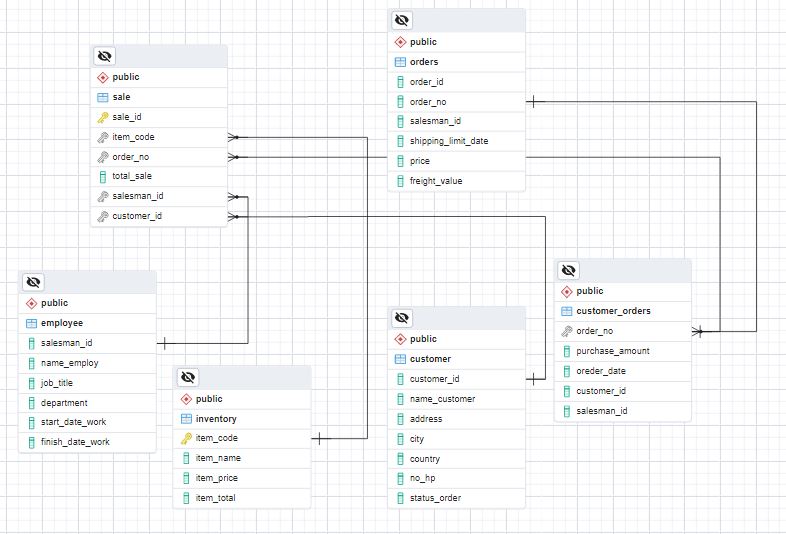 public
sale
sale_id
item_code
order_no
total_sale
salesman_id
customer_id
public
orders
order_id
order_no
salesman_id
shipping_limit_date
price
freight_value
public
employee
salesman_id
name_employ
job_title
department
start_date_work
finish_date_work
public
inventory
item_code
item_name
item_price
item_total
public
customer
customer_id
name_customer
address
city
country
no_hp
status_order
public
customer_orders
order_no
purchase_amount
oreder_date
customer_id
salesman_id